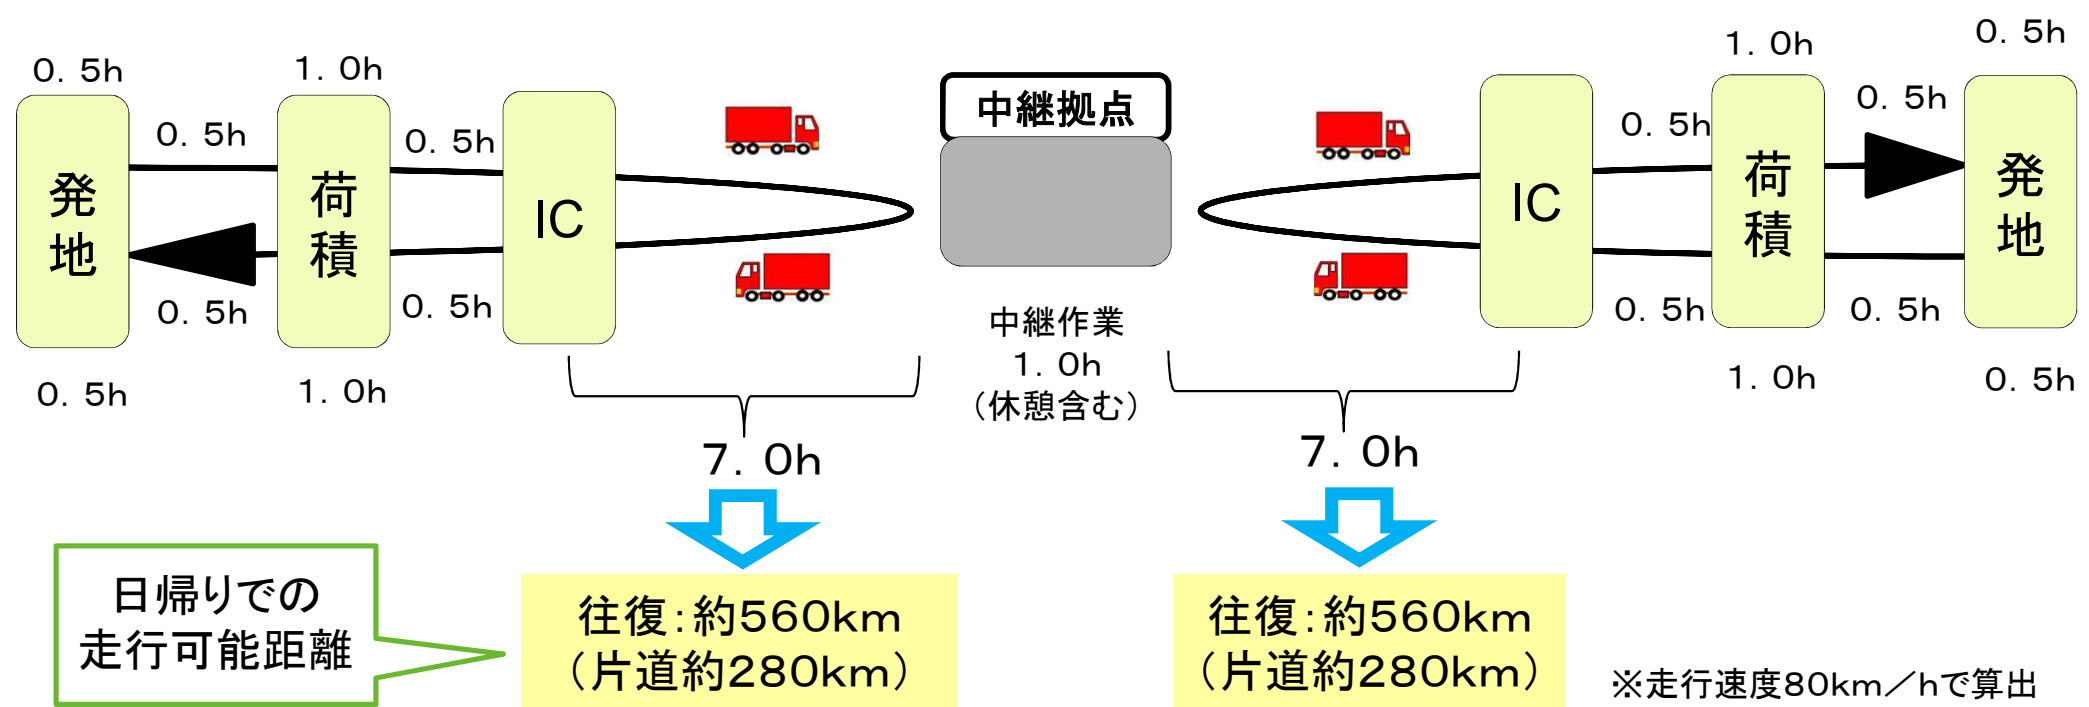 0.5h
1.0h
1.0h
0.5h
中継拠点
0.5h
0.5h
0.5h
0.5h
発地
荷積
IC
IC
荷積
発地
0.5h
0.5h
0.5h
0.5h
0.5h
1.0h
中継作業
1.0h
(休憩含む)
1.0h
0.5h
7.0h
7.0h
日帰りでの
走行可能距離
往復:約560km
(片道約280km)
往復:約560km
(片道約280km)
※走行速度80km/hで算出